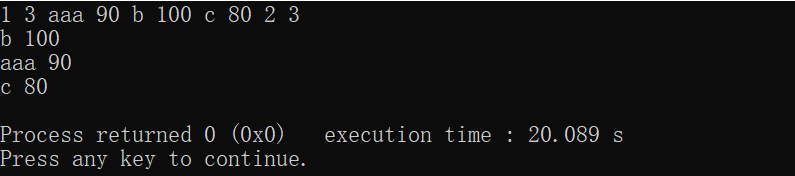 1 3 aaa 90 b 100 c 80 2 3
b 100
aaa 90
c 80
Process returned 0 (0x0)   execution time : 20.089 s
Press any key to continue.